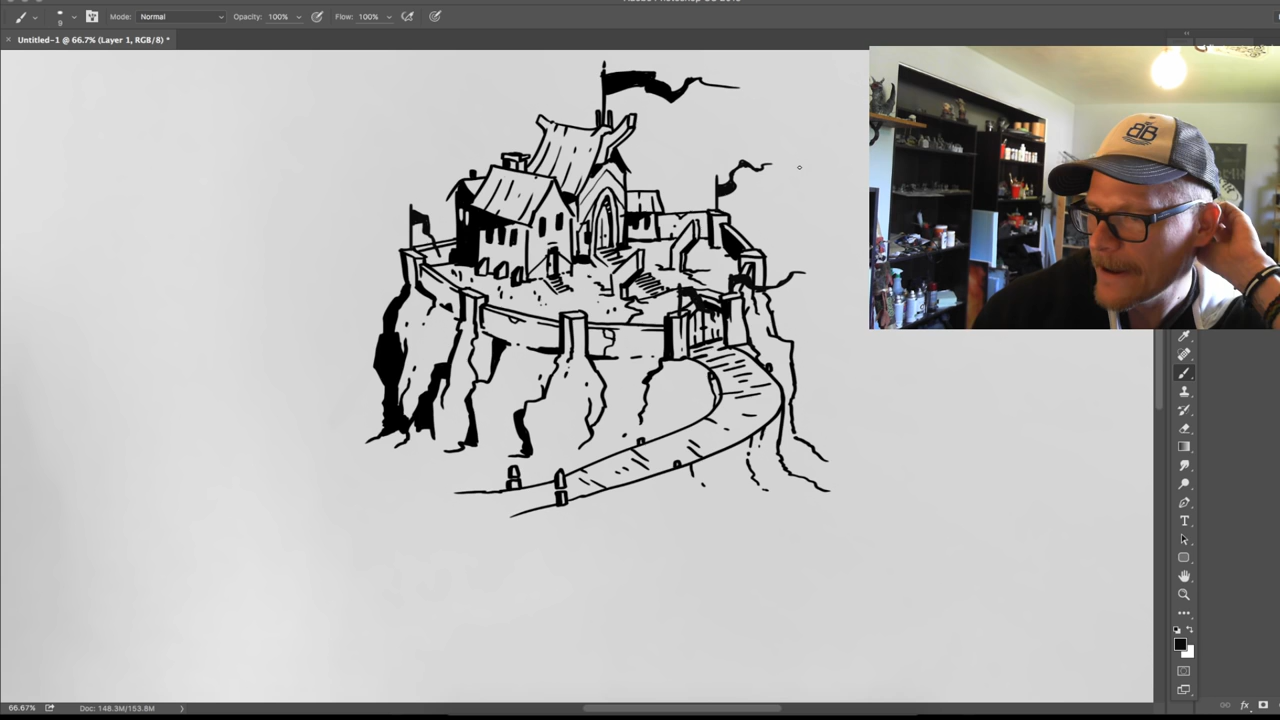 9
Mode: Normal
Opacity: 100%
Flow: 100%
Untitled-1 @ 66.7% (Layer 1, RGB/8) *
66.67%
Doc: 148.3M/153.8M